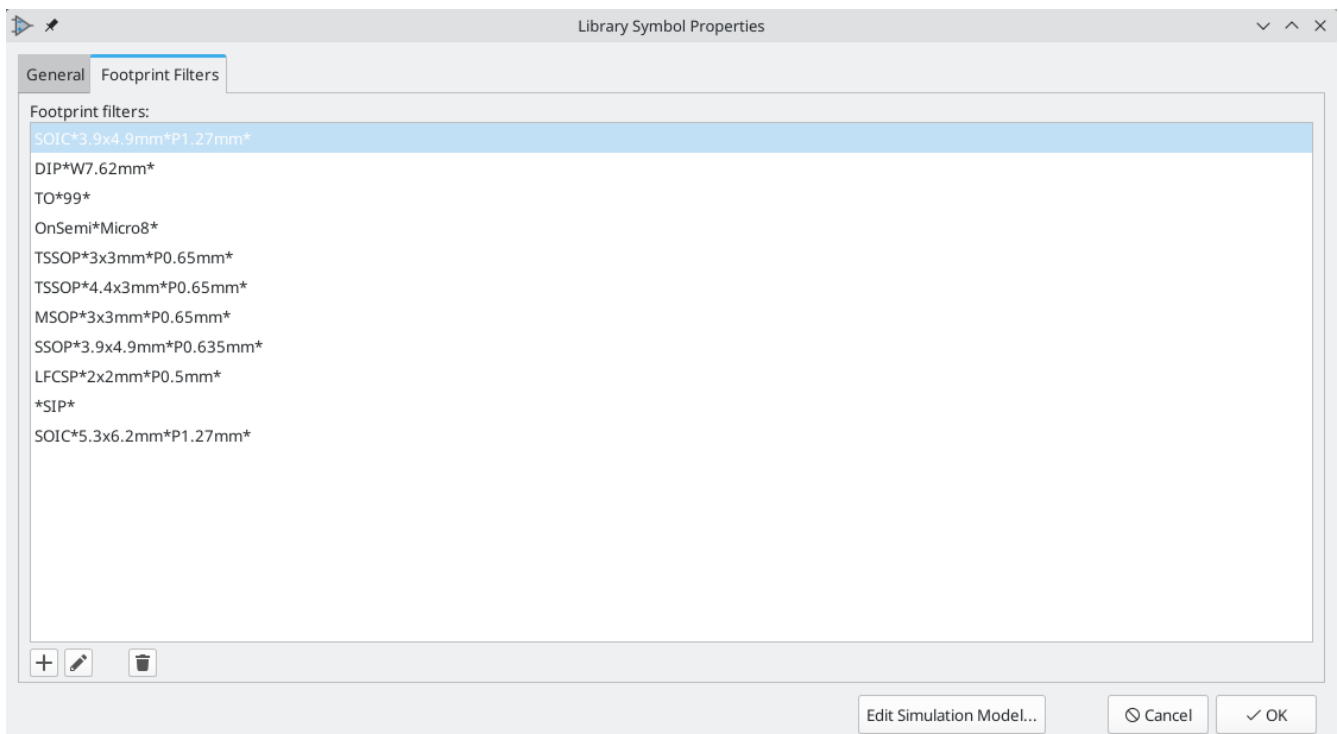 Library Symbol Properties
General Footprint Filters
Footprint filters:
SOIC*3.9x4.9mm*P1.27mm*
DIP*W7.62mm*
TO*99*
OnSemi*Micro8*
TSSOP*3x3mm*P0.65mm*
TSSOP*4.4x3mm*P0.65mm*
MSOP*3x3mm*P0.65mm*
SSOP*3.9x4.9mm*P0.635mm*
LFCSP*2x2mm*P0.5mm*
*SIP*
SOIC*5.3x6.2mm*P1.27mm*
Edit Simulation Model... Cancel OK